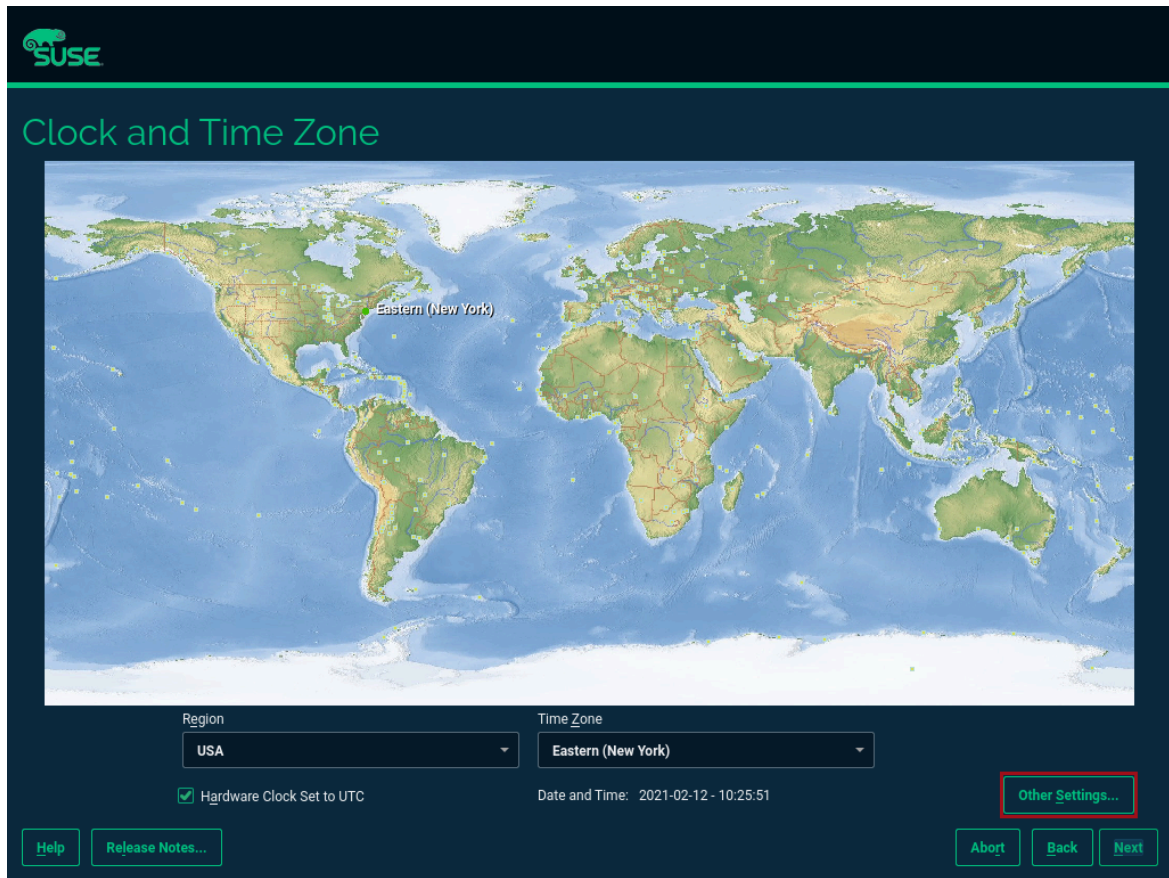 SUSE
Clock and Time Zone
Eastern (New York)
Region
Time Zone
USA
Eastern (New York)
Hardware Clock Set to UTC
Date and Time: 2021-02-12 - 10:25:51
Other Settings...
Help
Release Notes...
Abort
Back
Next